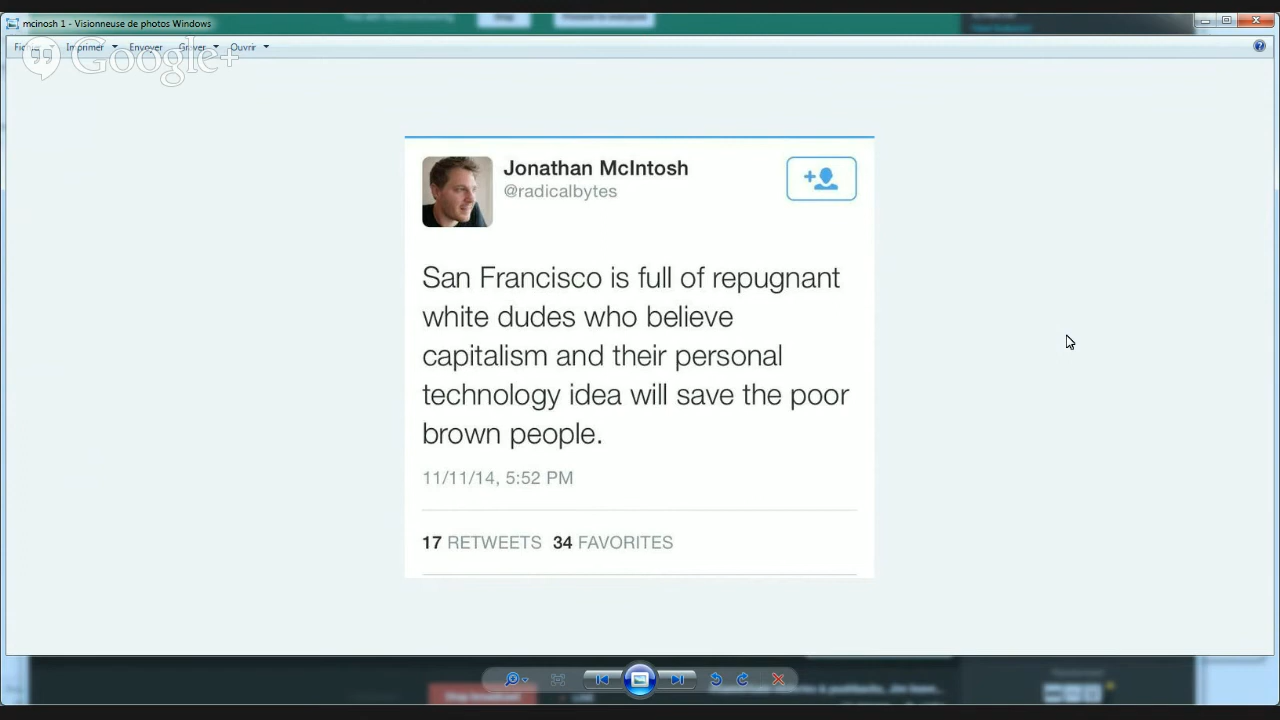 mcinosh 1 - Visionneuse de photos Windows
Imprimer Envoyer Graver Ouvrir
Google+
Jonathan McIntosh
@radicalbytes
San Francisco is full of repugnant
white dudes who believe
capitalism and their personal
technology idea will save the poor
brown people.
11/11/14, 5:52 PM
17 RETWEETS 34 FAVORITES